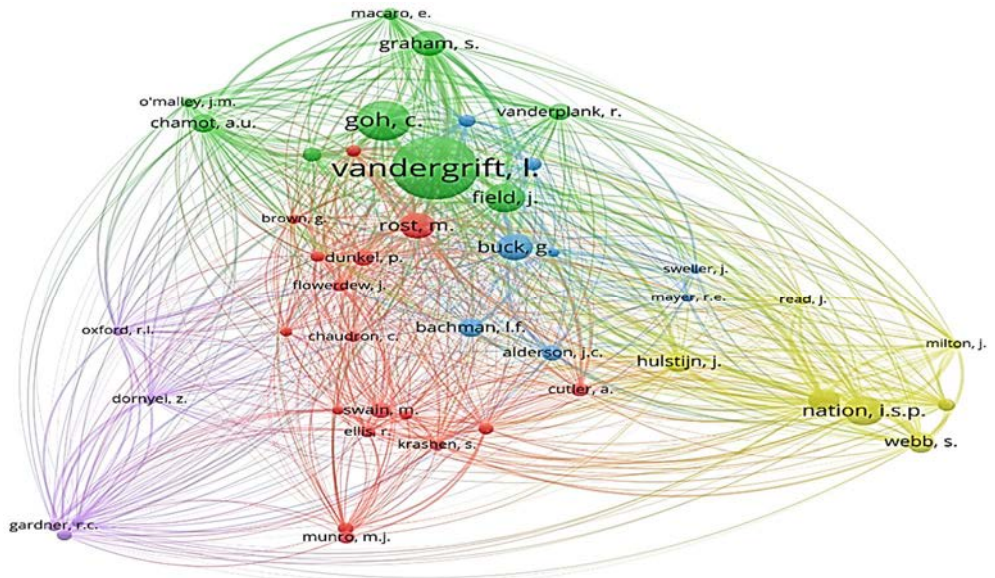 macaro, e.
graham, s.
o'malley, j.m.
chamot, a.u.
goh, c.
vanderplank, r.
vandergrift, l.
field, j.
brown, g.
rost, m.
buck, g.
dunkel, p.
sweller, j.
flowerdew, j.
mayer, r.e.
read, j.
oxford, r.l.
chaudron, c.
bachman, l.f.
milton, j.
alderson, j.c.
hulstijn, j.
dornyei, z.
cutler, a.
swain, m.
nation, i.s.p.
ellis, r.
krashen, s.
webb, s.
gardner, r.c.
munro, m.j.